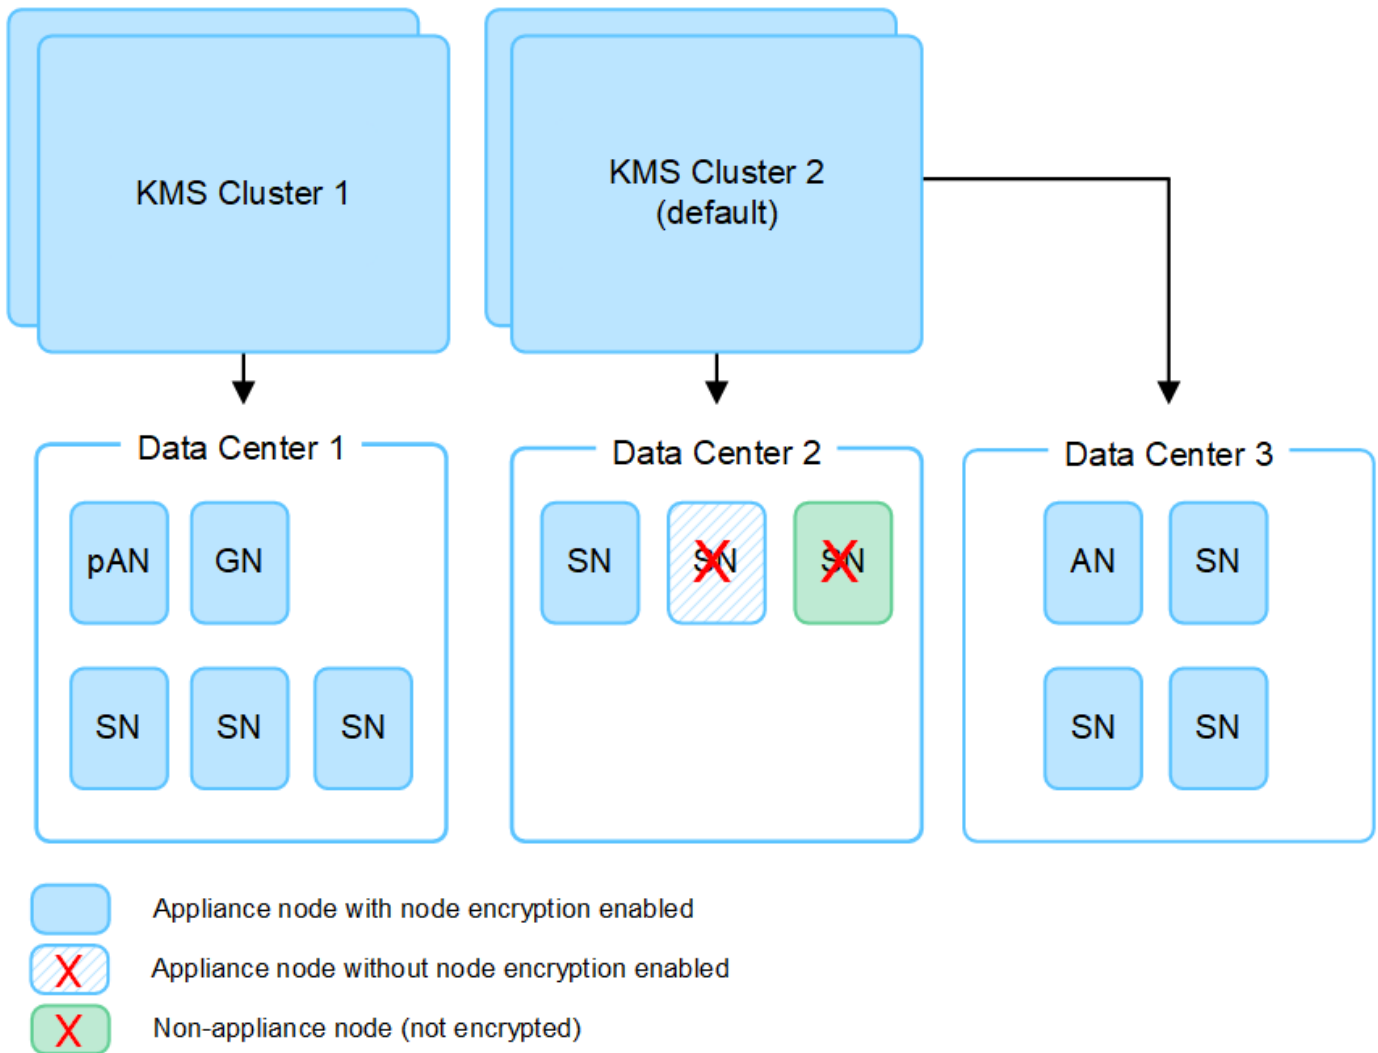 KMS Cluster 1
KMS Cluster 2
(default)
Data Center 1
pAN
GN
SN
SN
SN
Data Center 2
SN
SN
SN
Data Center 3
AN
SN
SN
SN
Appliance node with node encryption enabled
X
Appliance node without node encryption enabled
X
Non-appliance node (not encrypted)